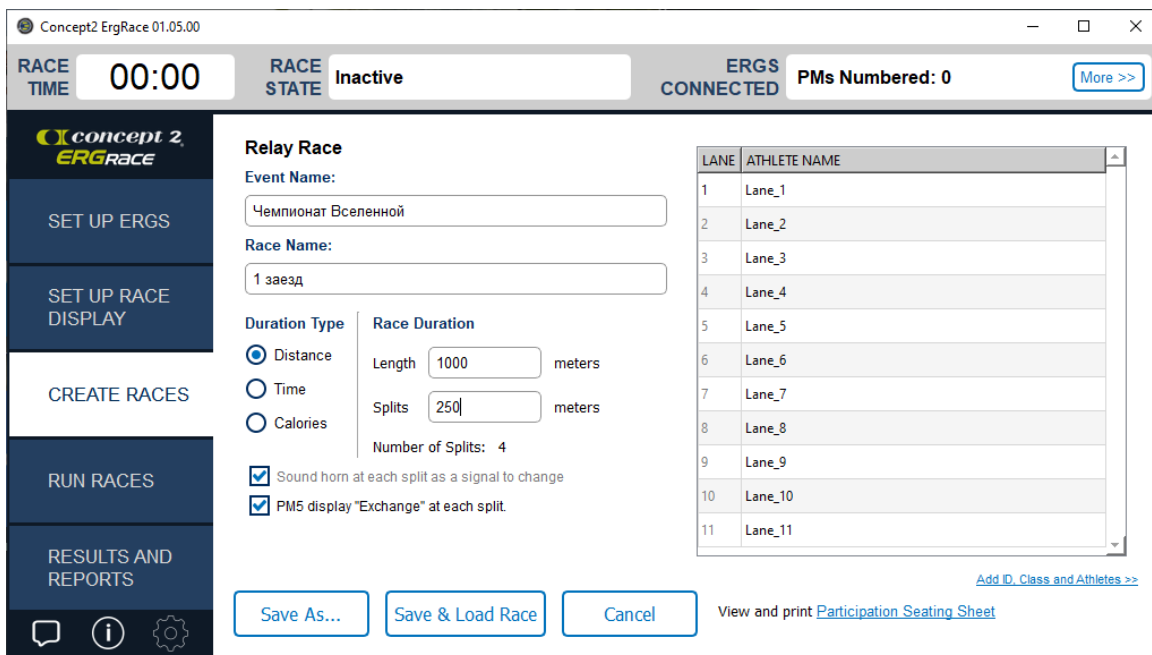 Concept2 ErgRace 01.05.00
RACE TIME
00:00
RACE STATE
Inactive
ERGS CONNECTED
PMs Numbered: 0
More >>
concept 2
ERGRACE
SET UP ERGS
SET UP RACE
DISPLAY
CREATE RACES
RUN RACES
RESULTS AND
REPORTS
Relay Race
Event Name:
Чемпионат Вселенной
Race Name:
1 заезд
Duration Type
Distance
Time
Calories
Race Duration
Length 1000 meters
Splits 250 meters
Number of Splits: 4
Sound horn at each split as a signal to change
PM5 display "Exchange" at each split.
LANE ATHLETE NAME
1 Lane_1
2 Lane_2
3 Lane_3
4 Lane_4
5 Lane_5
6 Lane_6
7 Lane_7
8 Lane_8
9 Lane_9
10 Lane_10
11 Lane_11
Add ID, Class and Athletes >>
Save As...
Save & Load Race
Cancel
View and print Participation Seating Sheet